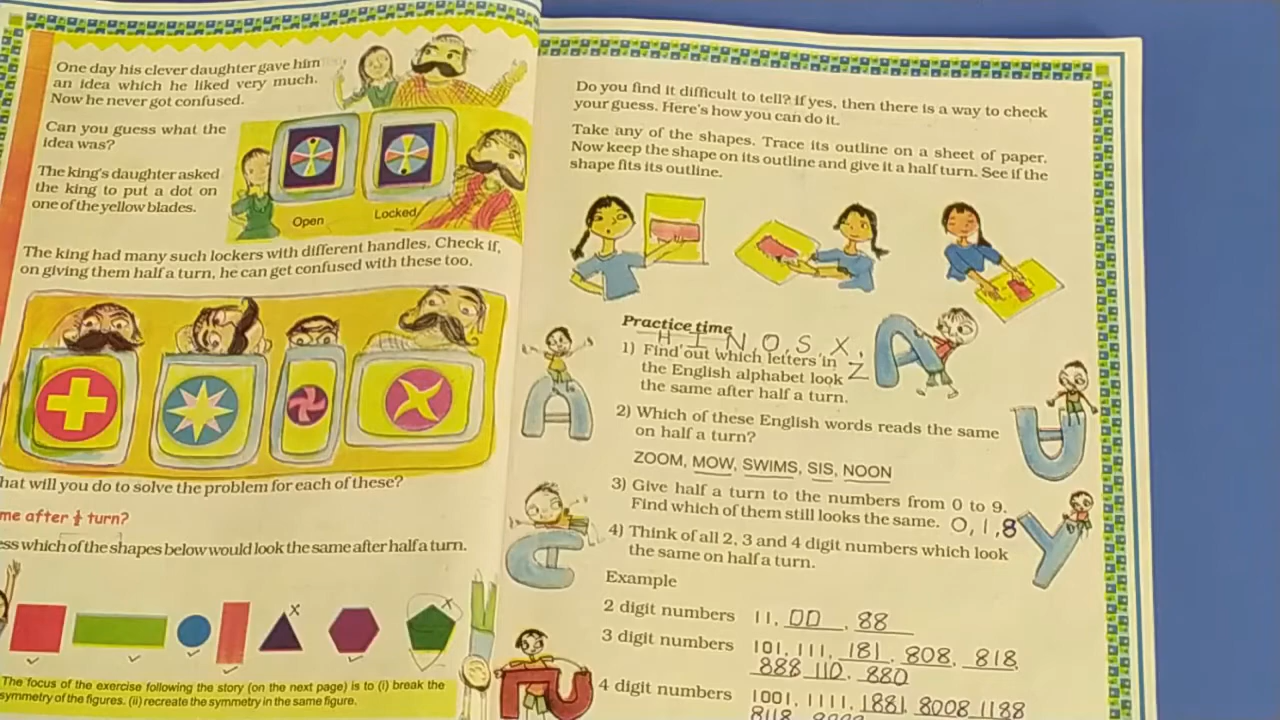 One day his clever daughter gave him
an idea which he liked very much.
Now he never got confused.
Can you guess what the
idea was?
The king's daughter asked
the king to put a dot on
one of the yellow blades.
Open
Locked
The king had many such lockers with different handles. Check if,
on giving them half a turn, he can get confused with these too.
hat will you do to solve the problem for each of these?
me after ½ turn?
ess which of the shapes below would look the same after half a turn.
x
x
The focus of the exercise following the story (on the next page) is to (i) break the
symmetry of the figures. (ii) recreate the symmetry in the same figure.
Do you find it difficult to tell? If yes, then there is a way to check
your guess. Here's how you can do it.
Take any of the shapes. Trace its outline on a sheet of paper.
Now keep the shape on its outline and give it a half turn. See if the
shape fits its outline.
Practice time
H I N, O, S, X,
1) Find out which letters in Z
the English alphabet look
the same after half a turn.
2) Which of these English words reads the same
on half a turn?
ZOOM, MOW, SWIMS, SIS, NOON
3) Give half a turn to the numbers from 0 to 9.
Find which of them still looks the same. 0, 1, 8
4) Think of all 2, 3 and 4 digit numbers which look
the same on half a turn.
Example
2 digit numbers 11, 00, 88
3 digit numbers 101, 111, 181, 808, 818,
888 110, 880
4 digit numbers 1001, 1111, 1881, 8008 1188
8118